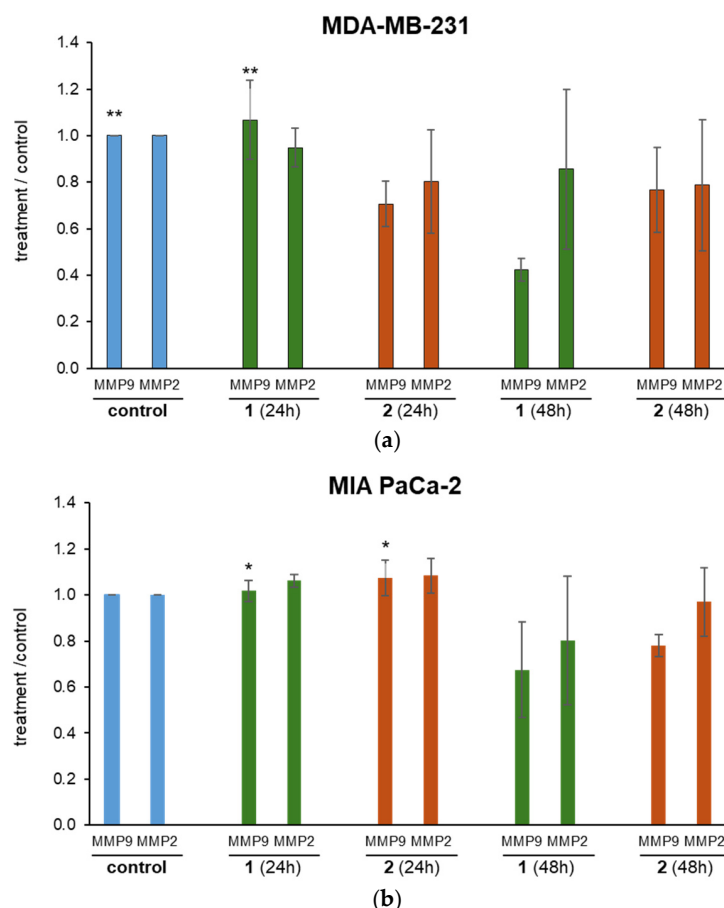 MDA-MB-231
treatment / control
1.4
1.2
1.0
0.8
0.6
0.4
0.2
0.0
** **
MMP9 MMP2 MMP9 MMP2 MMP9 MMP2 MMP9 MMP2 MMP9 MMP2
control 1 (24h) 2 (24h) 1 (48h) 2 (48h)
(a)
MIA PaCa-2
treatment /control
1.4
1.2
1.0
0.8
0.6
0.4
0.2
0.0
* *
MMP9 MMP2 MMP9 MMP2 MMP9 MMP2 MMP9 MMP2 MMP9 MMP2
control 1 (24h) 2 (24h) 1 (48h) 2 (48h)
(b)